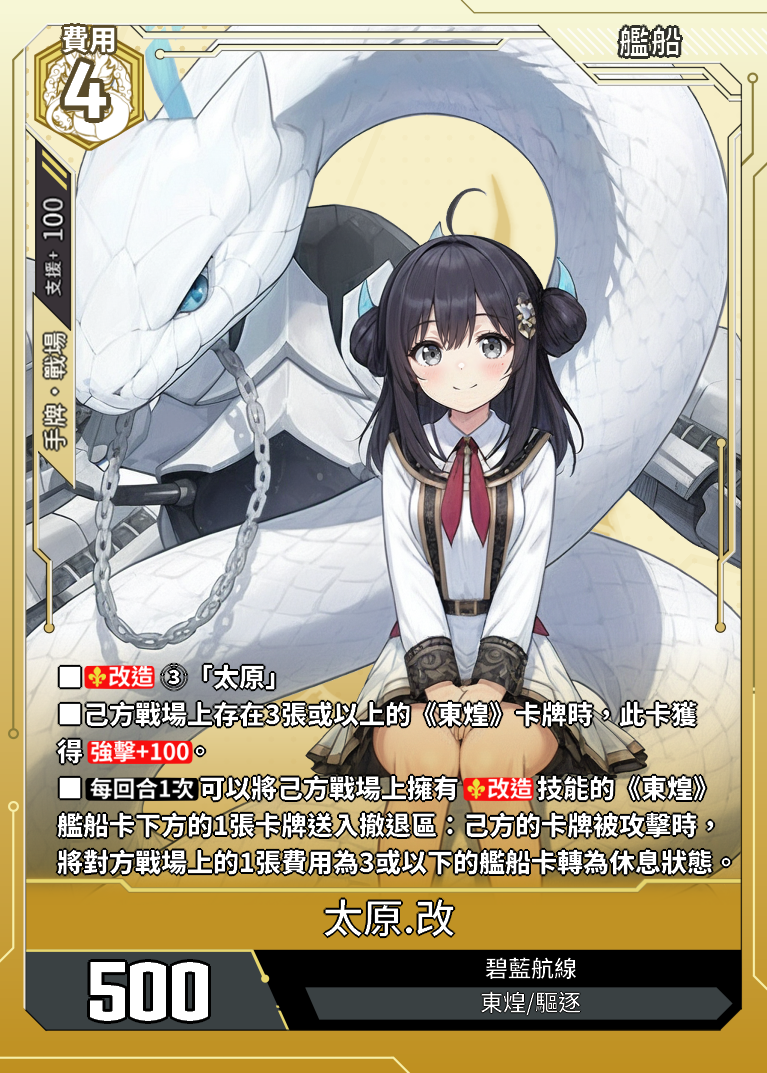 費用
4
艦船
支援+ 100
手牌・戰場
■改造 ③「太原」
■己方戰場上存在3張或以上的《東煌》卡牌時，此卡獲
得 強擊+100。
■ 每回合1次 可以將己方戰場上擁有 改造 技能的《東煌》
艦船卡下方的1張卡牌送入撤退區：己方的卡牌被攻擊時，
將對方戰場上的1張費用為3或以下的艦船卡轉為休息狀態。
太原.改
500
碧藍航線
東煌/驅逐